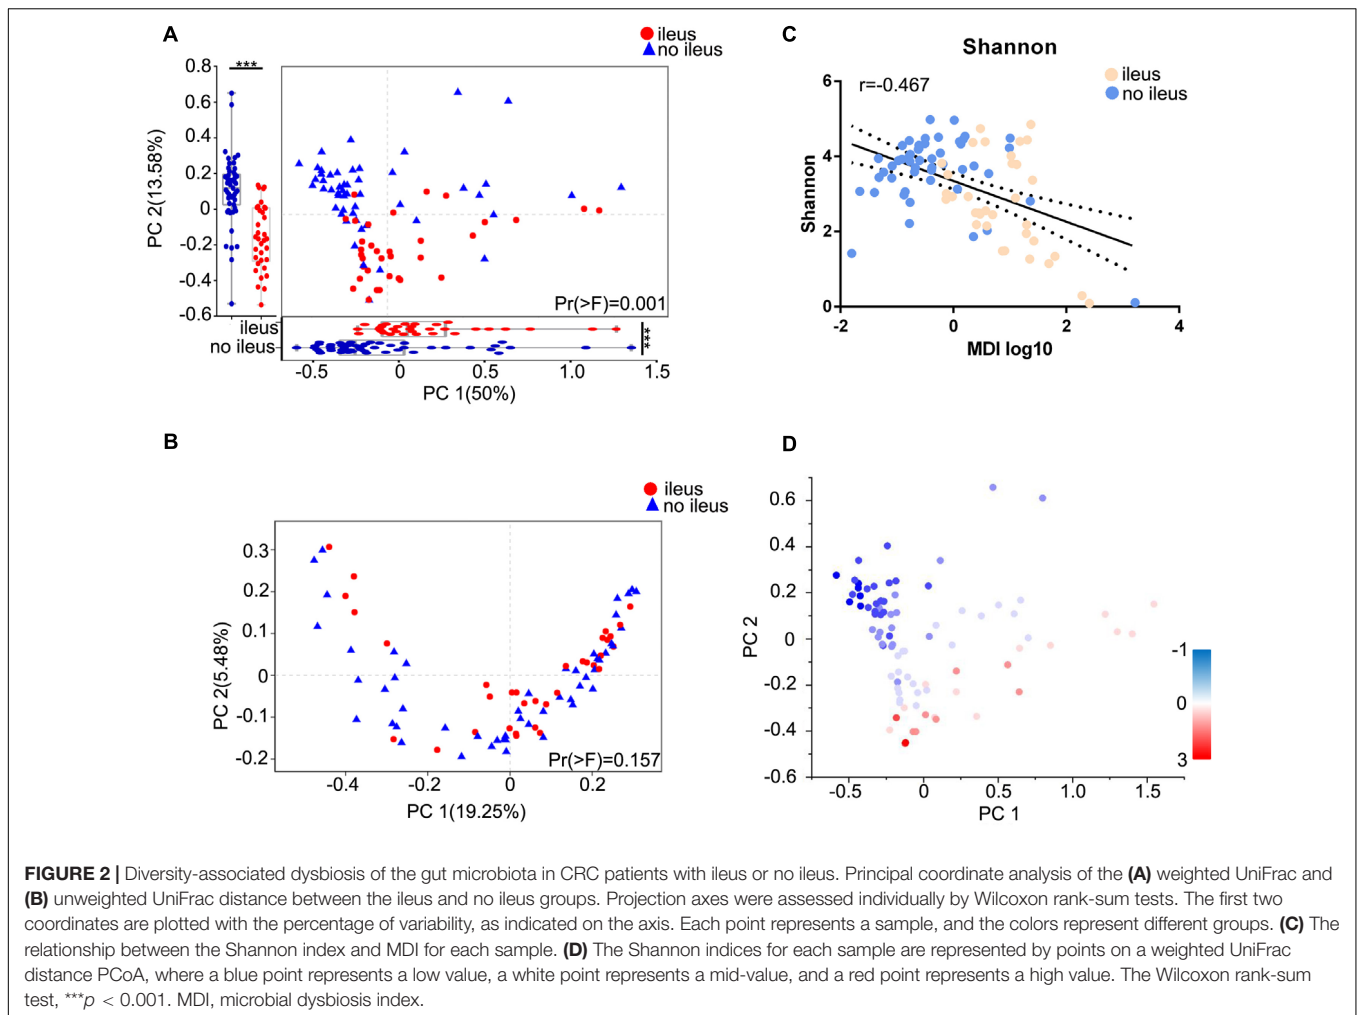 A
ileus
no ileus
***
0.8
0.6
0.4
0.2
0
-0.2
-0.4
-0.6
PC 2(13.58%)
Pr(>F)=0.001
ileus
no ileus
***
-0.5 0 0.5 1.0 1.5
PC 1(50%)
C
Shannon
ileus
no ileus
r=-0.467
6
4
2
0
Shannon
-2 0 2 4
MDI log10
B
ileus
no ileus
0.3
0.2
0.1
0
-0.1
-0.2
PC 2(5.48%)
Pr(>F)=0.157
-0.4 -0.2 0 0.2
PC 1(19.25%)
D
0.6
0.4
0.2
0
-0.2
-0.4
-0.6
PC 2
-1
0
3
-0.5 0 0.5 1.0 1.5
PC 1
FIGURE 2 | Diversity-associated dysbiosis of the gut microbiota in CRC patients with ileus or no ileus. Principal coordinate analysis of the (A) weighted UniFrac and
(B) unweighted UniFrac distance between the ileus and no ileus groups. Projection axes were assessed individually by Wilcoxon rank-sum tests. The first two
coordinates are plotted with the percentage of variability, as indicated on the axis. Each point represents a sample, and the colors represent different groups. (C) The
relationship between the Shannon index and MDI for each sample. (D) The Shannon indices for each sample are represented by points on a weighted UniFrac
distance PCoA, where a blue point represents a low value, a white point represents a mid-value, and a red point represents a high value. The Wilcoxon rank-sum
test, ***p < 0.001. MDI, microbial dysbiosis index.